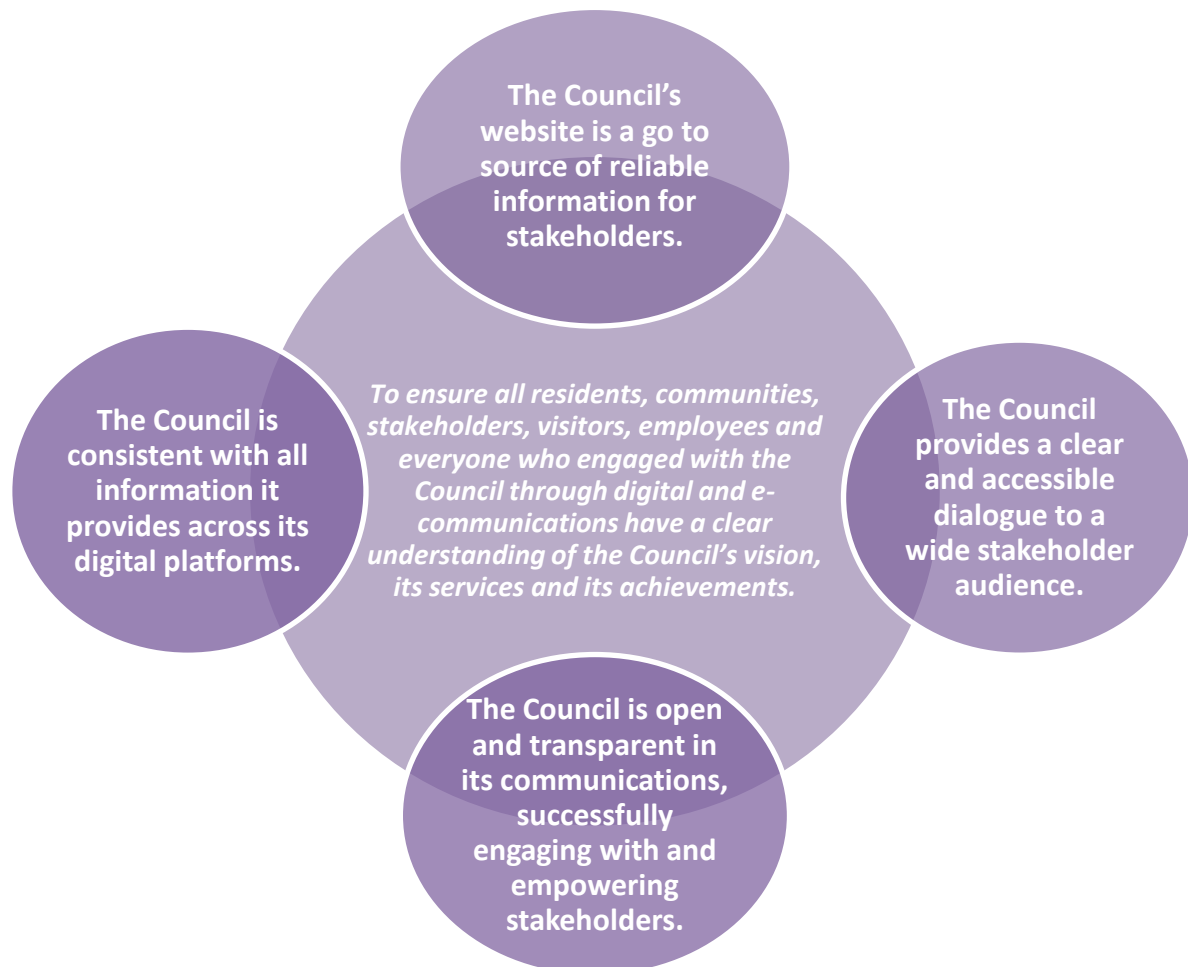 The Council’s
website is a go to
source of reliable
information for
stakeholders.
The Council is
consistent with all
information it
provides across its
digital platforms.
To ensure all residents, communities,
stakeholders, visitors, employees and
everyone who engaged with the
Council through digital and e-
communications have a clear
understanding of the Council’s vision,
its services and its achievements.
The Council
provides a clear
and accessible
dialogue to a
wide stakeholder
audience.
The Council is open
and transparent in
its communications,
successfully
engaging with and
empowering
stakeholders.